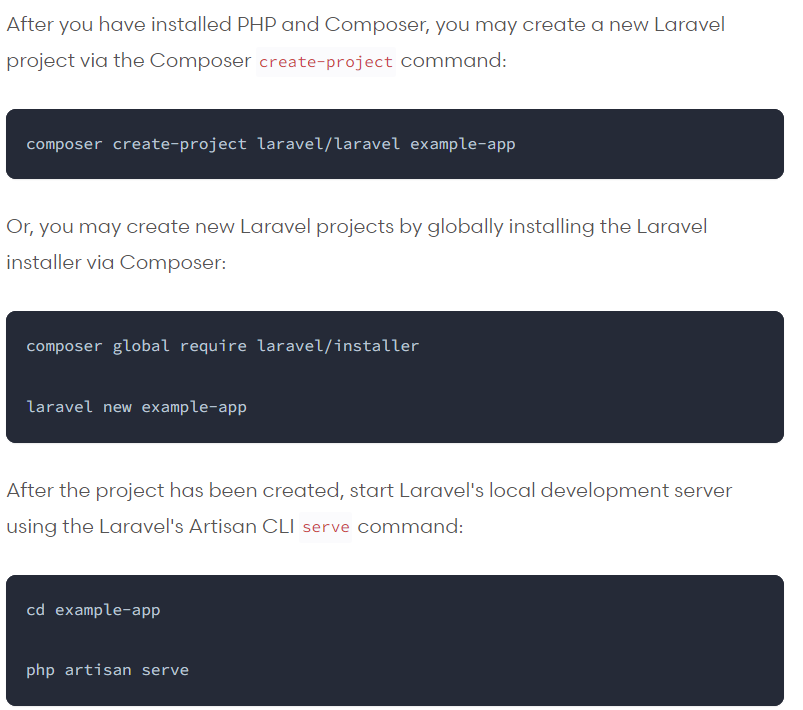 After you have installed PHP and Composer, you may create a new Laravel
project via the Composer create-project command:
composer create-project laravel/laravel example-app
Or, you may create new Laravel projects by globally installing the Laravel
installer via Composer:
composer global require laravel/installer
laravel new example-app
After the project has been created, start Laravel's local development server
using the Laravel's Artisan CLI serve command:
cd example-app
php artisan serve